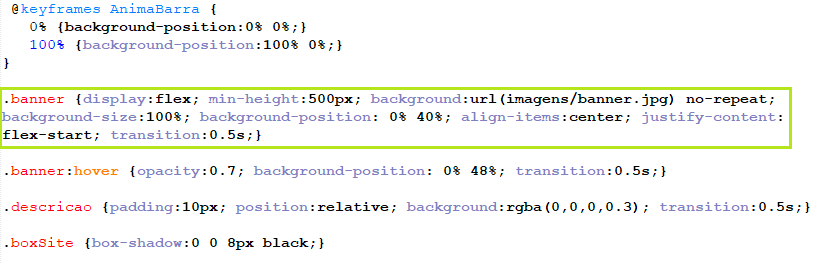 @keyframes AnimaBarra {
0% {background-position:0% 0%;}
100% {background-position:100% 0%;}
}
.banner {display:flex; min-height:500px; background:url(imagens/banner.jpg) no-repeat;
background-size:100%; background-position: 0% 40%; align-items:center; justify-content:
flex-start; transition:0.5s;}
.banner:hover {opacity:0.7; background-position: 0% 48%; transition:0.5s;}
.descricao {padding:10px; position:relative; background:rgba(0,0,0,0.3); transition:0.5s;}
.boxSite {box-shadow:0 0 8px black;}